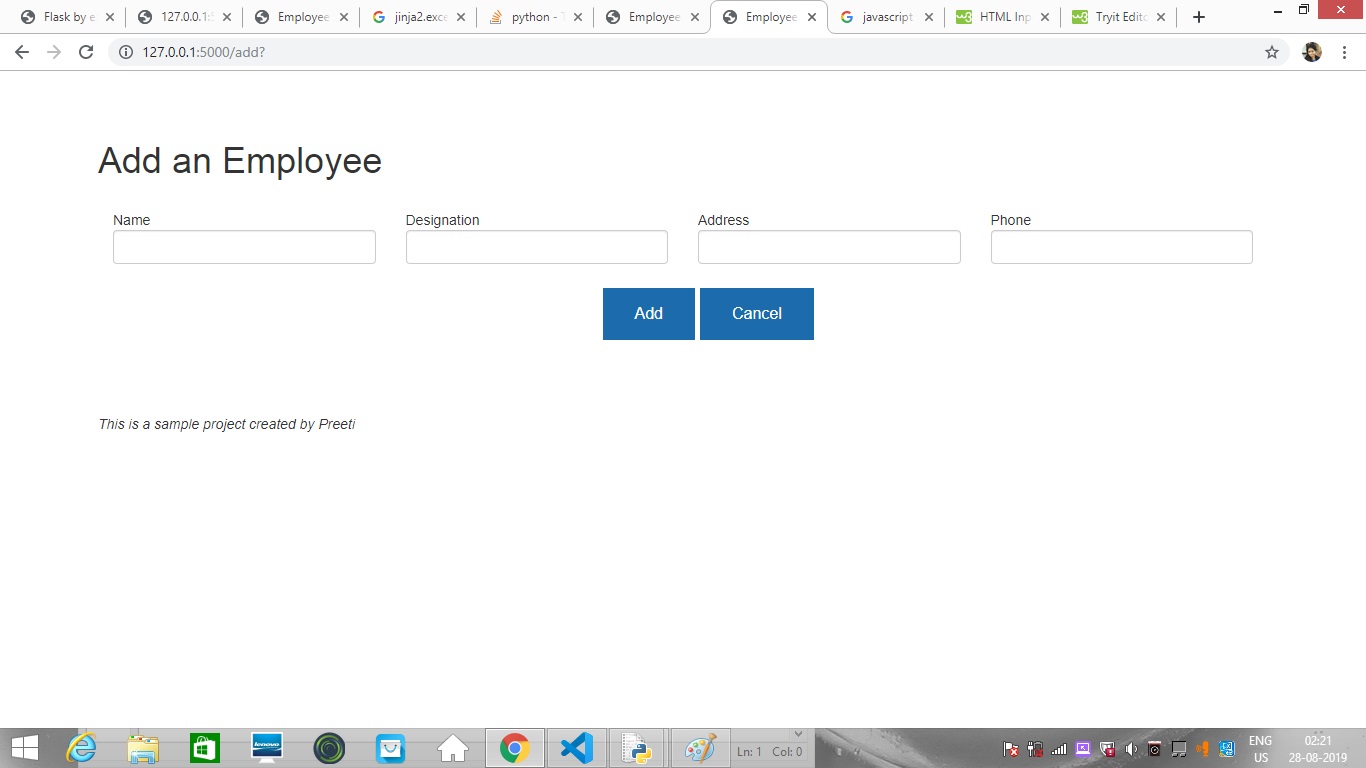 Flask by e
127.0.0.1:
Employee
jinja2.exce
python - T
Employee
Employee
javascript
HTML Inp
Tryit Edito
127.0.0.1:5000/add?
Add an Employee
Name Designation Address Phone
Add Cancel
This is a sample project created by Preeti
lenovo
Ln: 1 Col: 0
ENG 02:21
US 28-08-2019